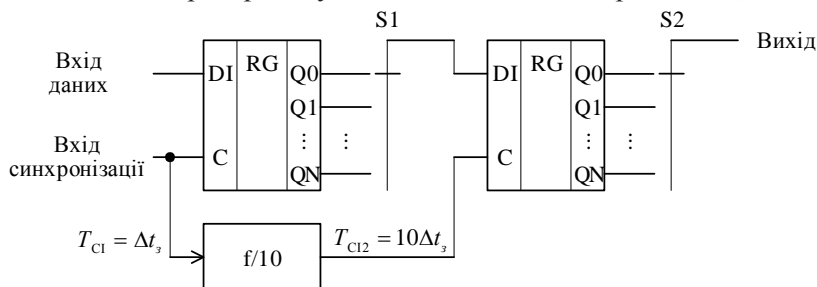 S1
S2
Вхід
даних
DI
RG
Q0
Q1
⋮
⋮
QN
C
DI
RG
Q0
Q1
⋮
⋮
QN
C
Вихід
Вхід
синхронізації
T_CI = Δt_з
f/10
T_CI2 = 10Δt_з